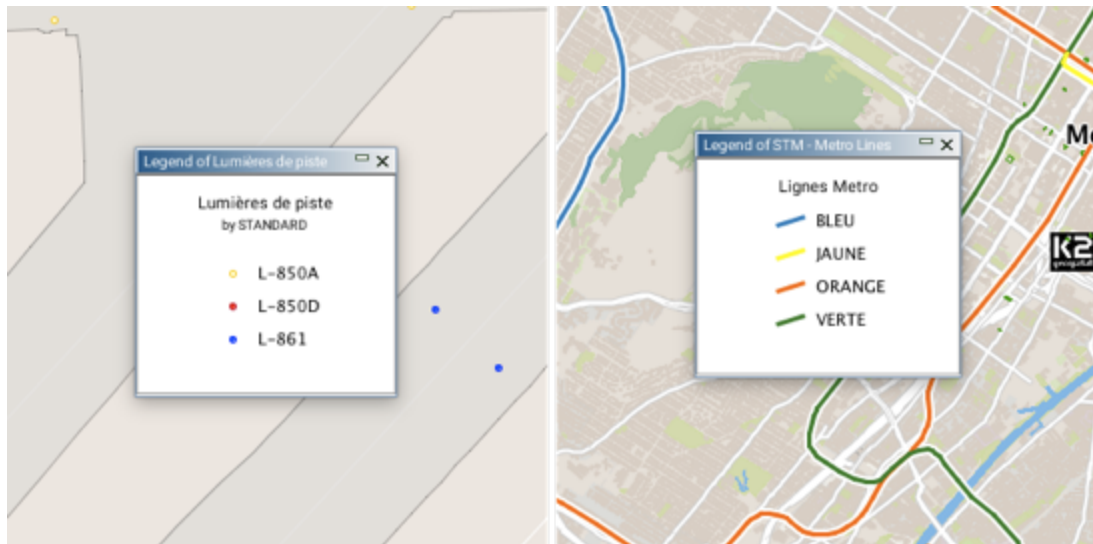 Legend of Lumières de piste
Lumières de piste
by STANDARD
L-850A
L-850D
L-861
Legend of STM - Metro Lines
Lignes Metro
BLEU
JAUNE
ORANGE
VERTE
K2